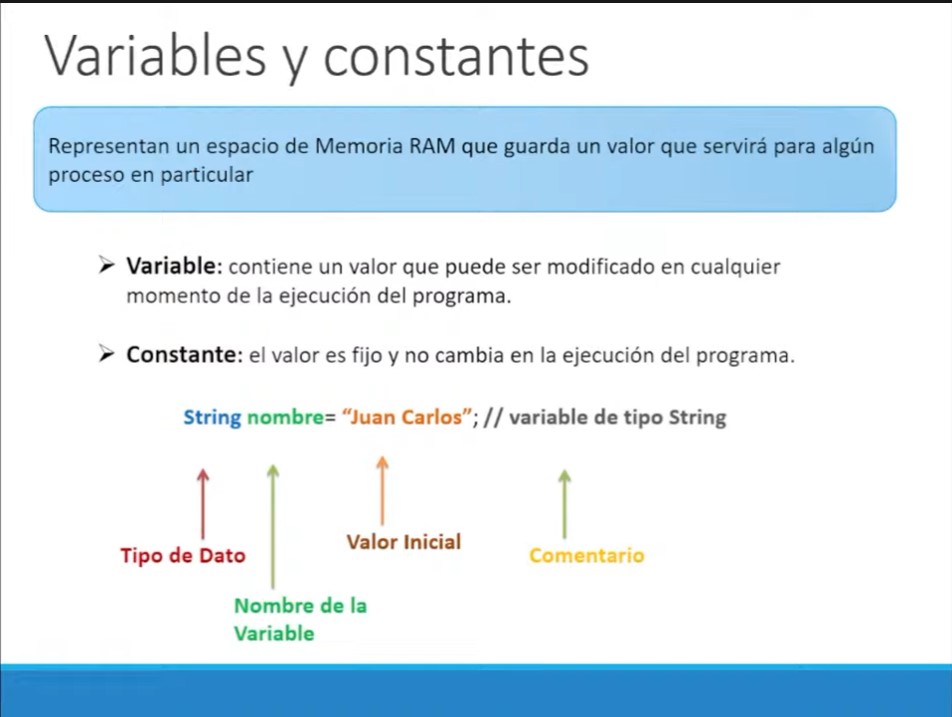 Variables y constantes
Representan un espacio de Memoria RAM que guarda un valor que servirá para algún
proceso en particular
➢ Variable: contiene un valor que puede ser modificado en cualquier
momento de la ejecución del programa.
➢ Constante: el valor es fijo y no cambia en la ejecución del programa.
String nombre= “Juan Carlos”; // variable de tipo String
Tipo de Dato
Valor Inicial
Comentario
Nombre de la
Variable